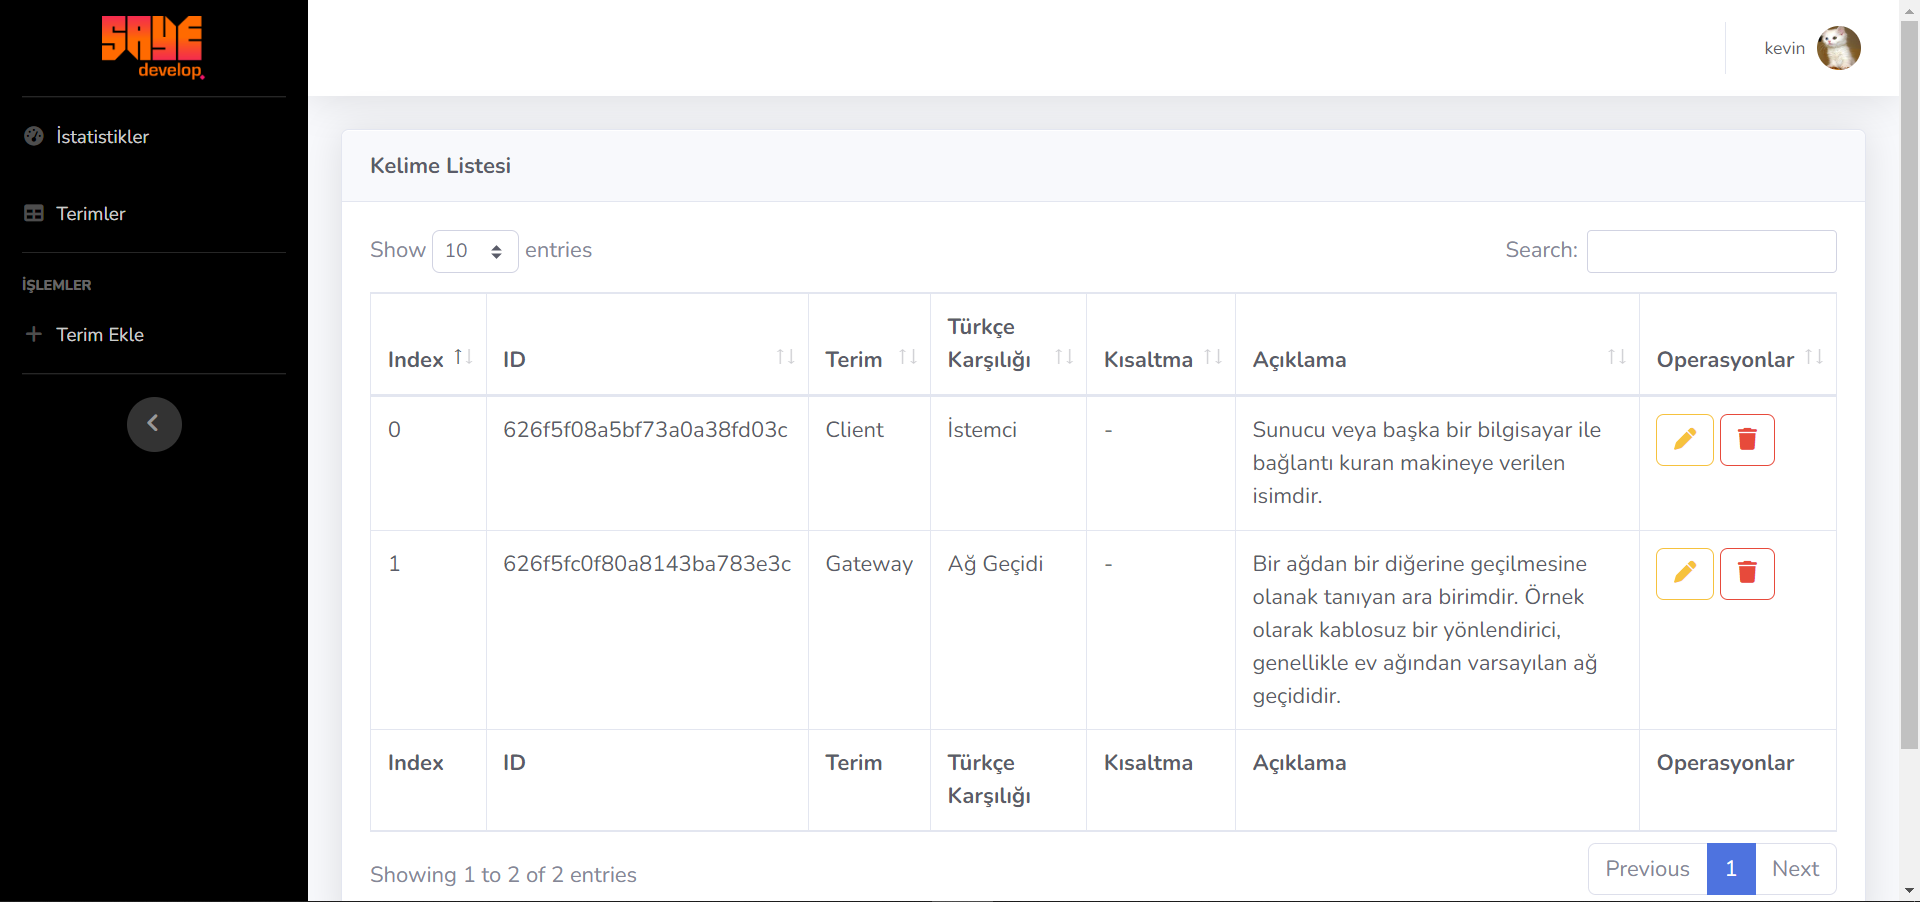 SAYE
develop.
kevin
İstatistikler
Terimler
İŞLEMLER
Terim Ekle
Kelime Listesi
Show 10 entries
Search:
Index ID Terim Türkçe Karşılığı Kısaltma Açıklama Operasyonlar
0 626f5f08a5bf73a0a38fd03c Client İstemci - Sunucu veya başka bir bilgisayar ile
bağlantı kuran makineye verilen
isimdir.
1 626f5fc0f80a8143ba783e3c Gateway Ağ Geçidi - Bir ağdan bir diğerine geçilmesine
olanak tanıyan ara birimdir. Örnek
olarak kablosuz bir yönlendirici,
genellikle ev ağından varsayılan ağ
geçididir.
Index ID Terim Türkçe Karşılığı Kısaltma Açıklama Operasyonlar
Showing 1 to 2 of 2 entries
Previous 1 Next